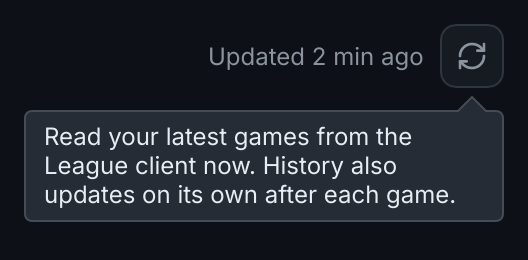 Updated 2 min ago
Read your latest games from the
League client now. History also
updates on its own after each game.